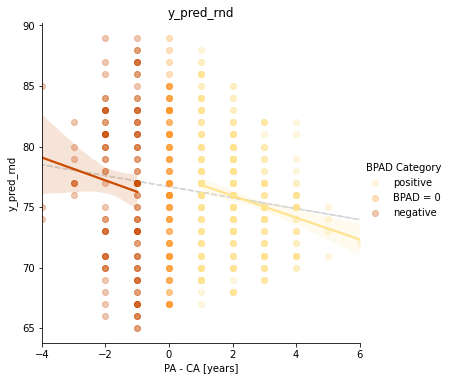 y_pred_rnd
90
85
80
75
70
65
y_pred_rnd
−4
−2
0
2
4
6
PA - CA [years]
BPAD Category
positive
BPAD = 0
negative